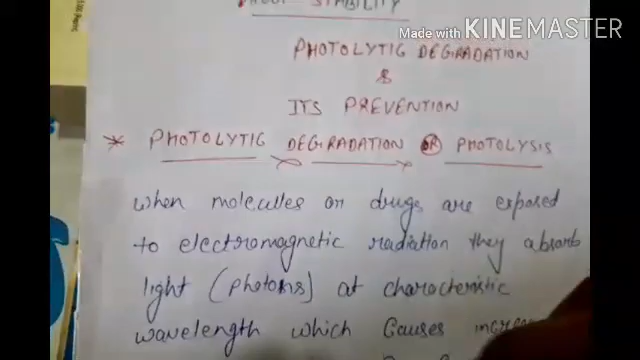 STABILITY
Made with KINEMASTER
PHOTOLYTIC DEGRADATION
&
ITS PREVENTION
* PHOTOLYTIC DEGRADATION OR PHOTOLYSIS
When molecules or drugs are exposed
to electromagnetic radiation they absorb
light (photons) at characteristic
wavelength which causes